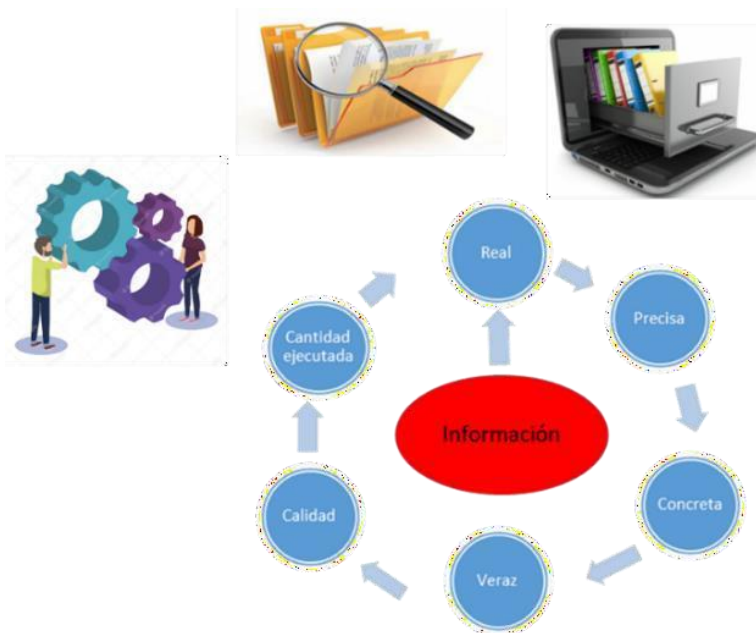 Real
Precisa
Concreta
Veraz
Calidad
Cantidad
ejecutada
Información